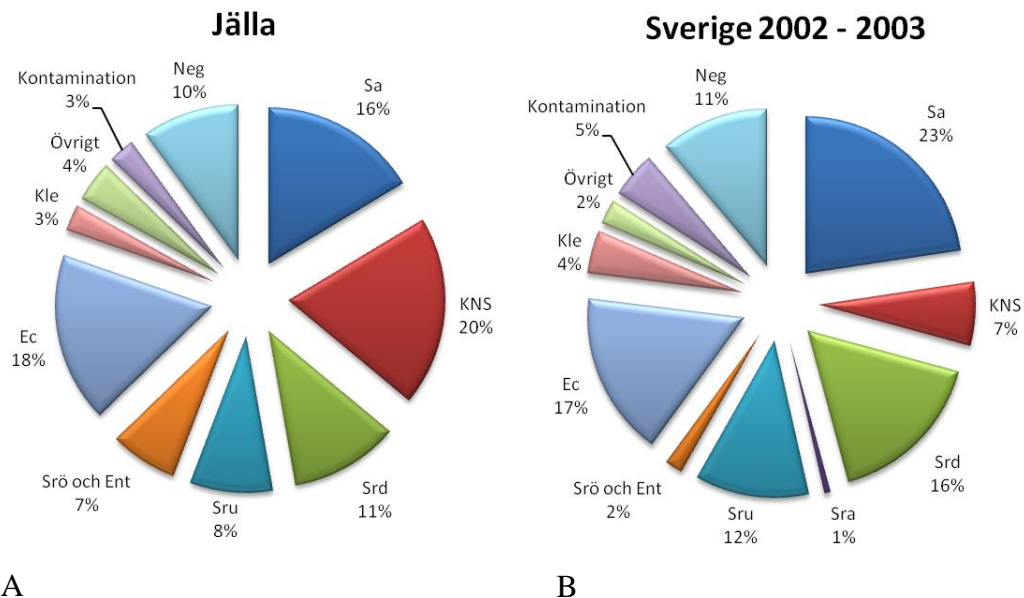 Jälla
Neg
10%
Sa
16%
Kontamination
3%
Övrigt
4%
Kle
3%
KNS
20%
Ec
18%
Srö och Ent
7%
Sru
8%
Srd
11%
A
Sverige 2002 - 2003
Neg
11%
Sa
23%
Kontamination
5%
Övrigt
2%
Kle
4%
KNS
7%
Ec
17%
Srö och Ent
2%
Sru
12%
Sra
1%
Srd
16%
B